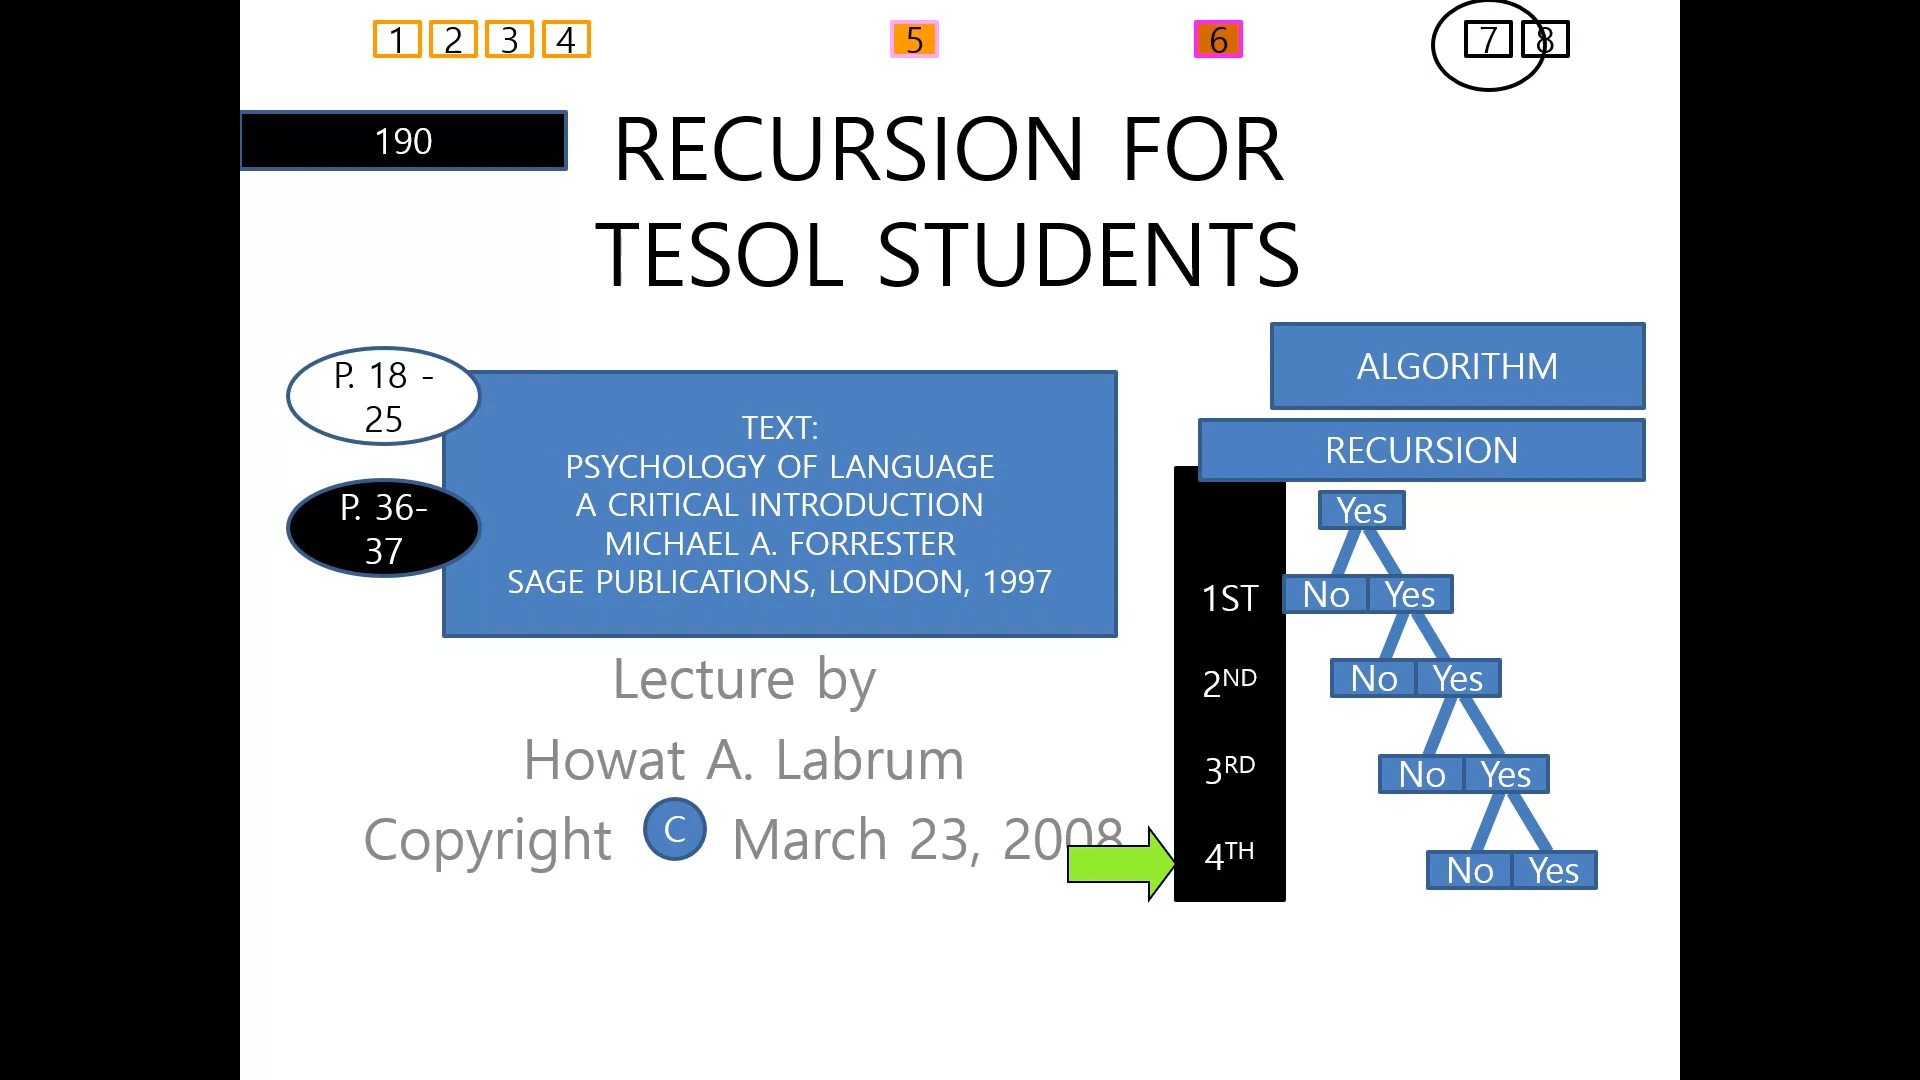 1 2 3 4 5 6 7 8
190
RECURSION FOR
TESOL STUDENTS
P. 18 -
25
P. 36-
37
TEXT:
PSYCHOLOGY OF LANGUAGE
A CRITICAL INTRODUCTION
MICHAEL A. FORRESTER
SAGE PUBLICATIONS, LONDON, 1997
Lecture by
Howat A. Labrum
Copyright C March 23, 2008
ALGORITHM
RECURSION
Yes
1ST No Yes
2ND No Yes
3RD No Yes
4TH No Yes